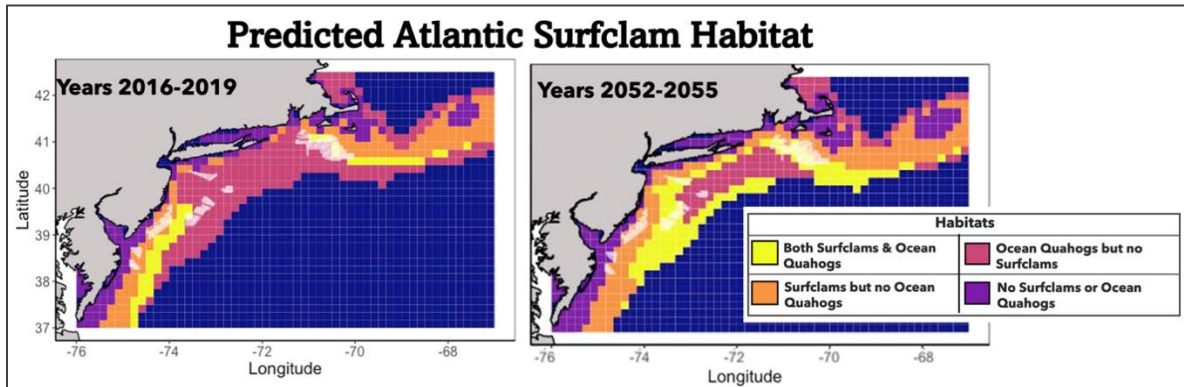 Predicted Atlantic Surfclam Habitat
Years 2016-2019
Years 2052-2055
42
41
40
39
38
37
Latitude
-76
-74
-72
-70
-68
Longitude
-76
-74
-72
-70
-68
Longitude
Habitats
Both Surfclams & Ocean
Quahogs
Ocean Quahogs but no
Surfclams
Surfclams but no Ocean
Quahogs
No Surfclams or Ocean
Quahogs